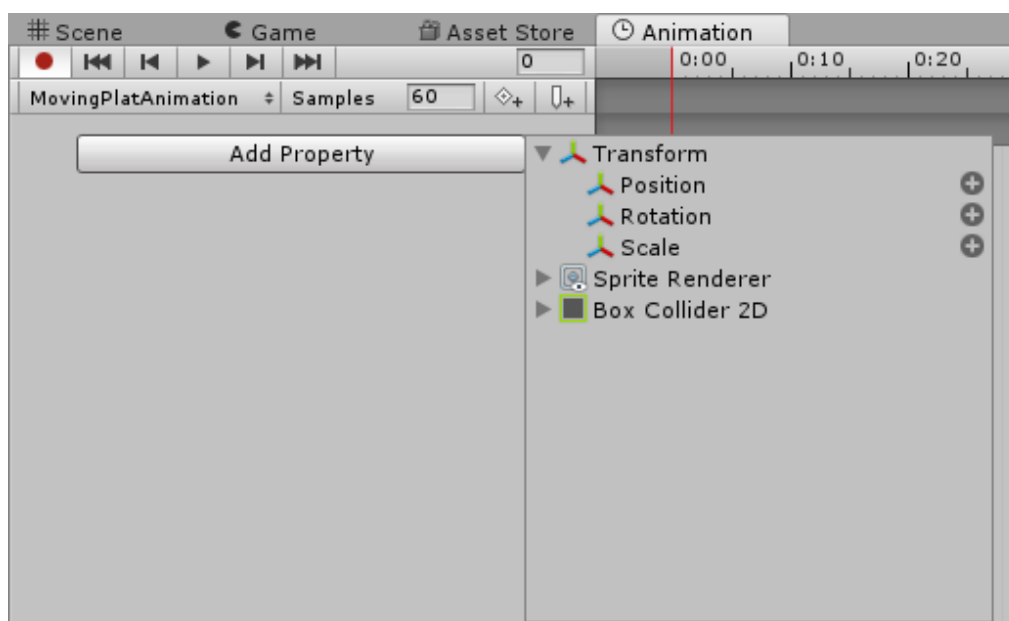 Scene Game Asset Store Animation
0 0:00 0:10 0:20
MovingPlatAnimation Samples 60
Add Property Transform
Position
Rotation
Scale
Sprite Renderer
Box Collider 2D